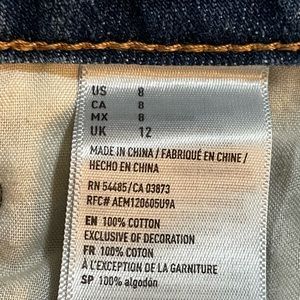 US 8
CA 8
MX 8
UK 12
MADE IN CHINA / FABRIQUÉ EN CHINE /
HECHO EN CHINA
RN 54485/CA 03873
RFC# AEM120605U9A
EN 100% COTTON
EXCLUSIVE OF DECORATION
FR 100% COTON
À L'EXCEPTION DE LA GARNITURE
SP 100% algodón